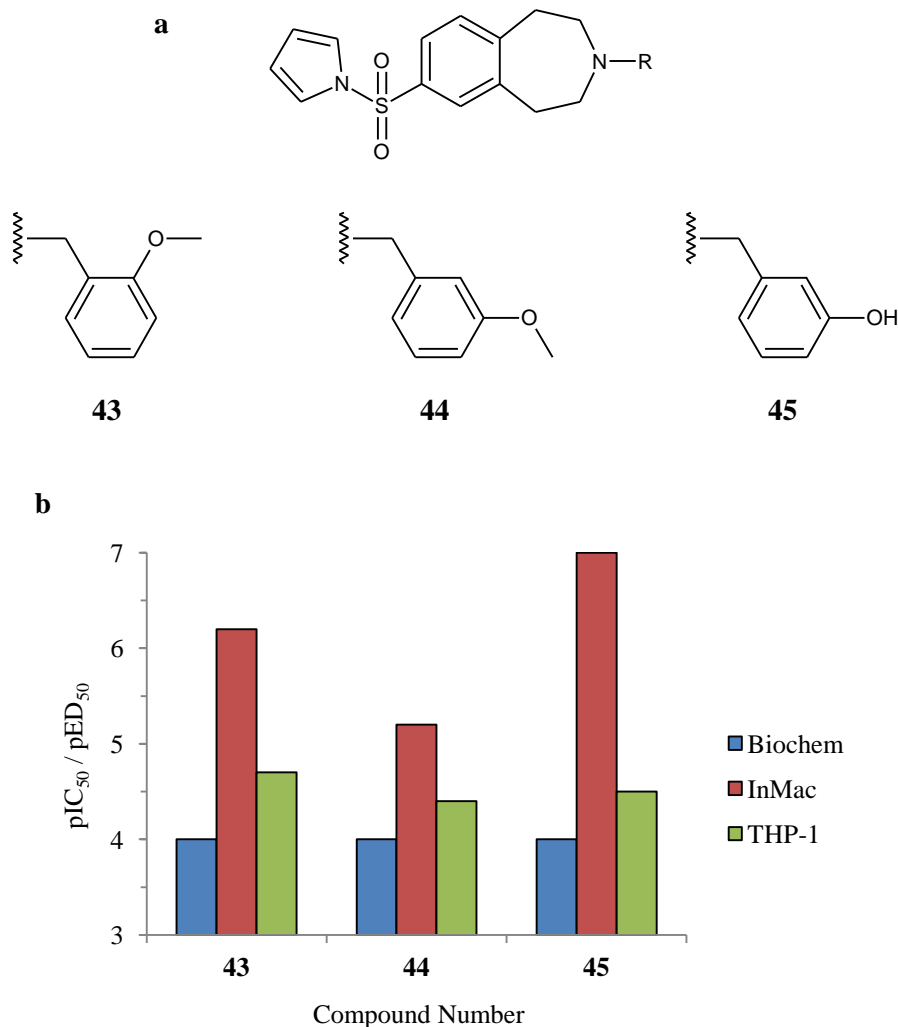 a
O
N
S
N
R
O
O
O
OH
43
44
45
b
7
6
5
4
3
pIC50 / pED50
Biochem
InMac
THP-1
43
44
45
Compound Number